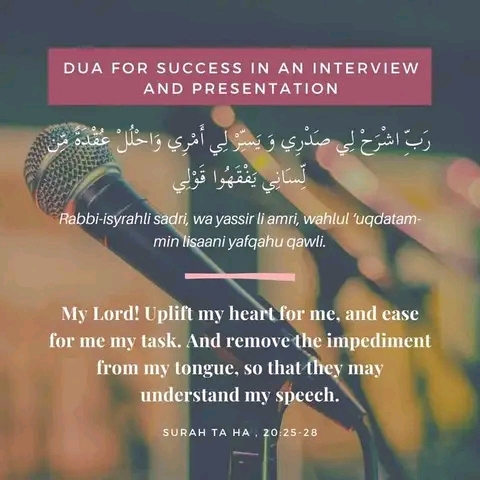 DUA FOR SUCCESS IN AN INTERVIEW
AND PRESENTATION
رَبِّ اشْرَحْ لِي صَدْرِي وَ يَسِّرْ لِي أَمْرِي وَاحْلُلْ عُقْدَةً مِّن
لِّسَانِي يَفْقَهُوا قَوْلِي
Rabbi-isyrahli sadri, wa yassir li amri, wahlul ‘uqdatam-
min lisaani yafqahu qawli.
My Lord! Uplift my heart for me, and ease
for me my task. And remove the impediment
from my tongue, so that they may
understand my speech.
SURAH TA HA , 20:25-28